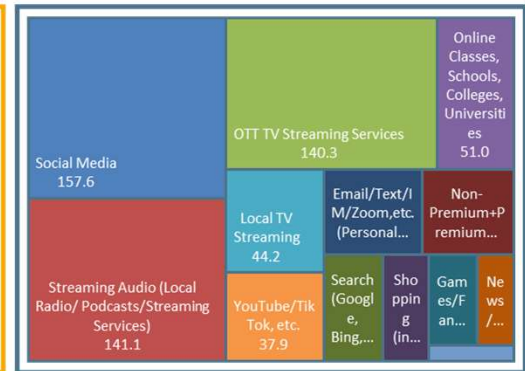 Social Media
157.6
Streaming Audio (Local
Radio/ Podcasts/Streaming
Services)
141.1
OTT TV Streaming Services
140.3
Online
Classes,
Schools,
Colleges,
Universiti
es
51.0
Local TV
Streaming
44.2
YouTube/Tik
Tok, etc.
37.9
Email/Text/I
M/Zoom,etc.
(Personal...
Non-
Premium+P
remium...
Search
(Googl
e,
Bing,...
Sho
ppin
g
(in...
Gam
es/F
an...
Ne
ws
/...